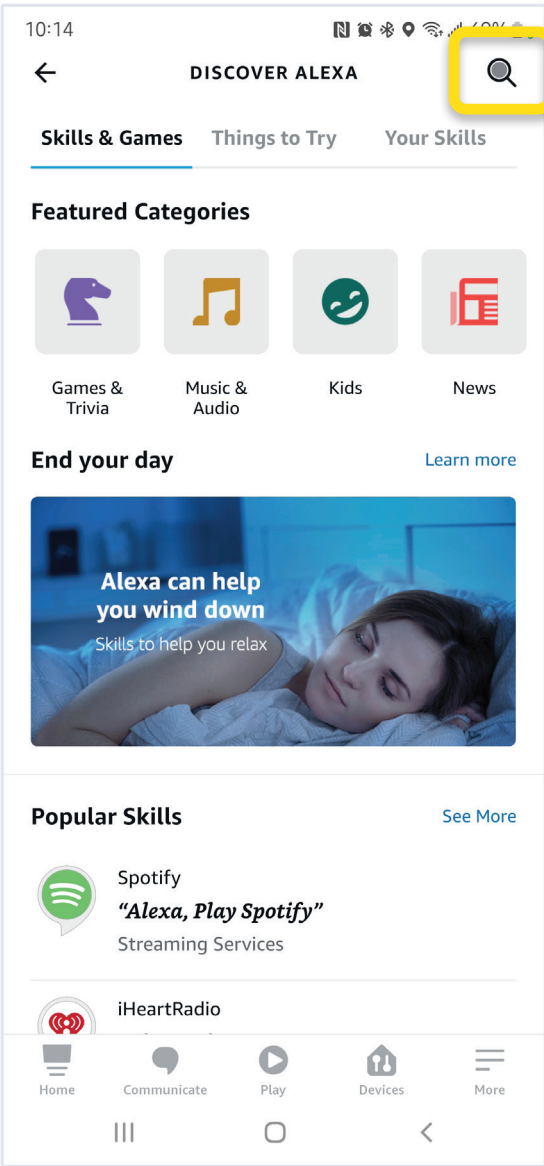 10:14
DISCOVER ALEXA
Skills & Games Things to Try Your Skills
Featured Categories
Games & Trivia
Music & Audio
Kids
News
End your day Learn more
Alexa can help
you wind down
Skills to help you relax
Popular Skills See More
Spotify
“Alexa, Play Spotify”
Streaming Services
iHeartRadio
Home Communicate Play Devices More